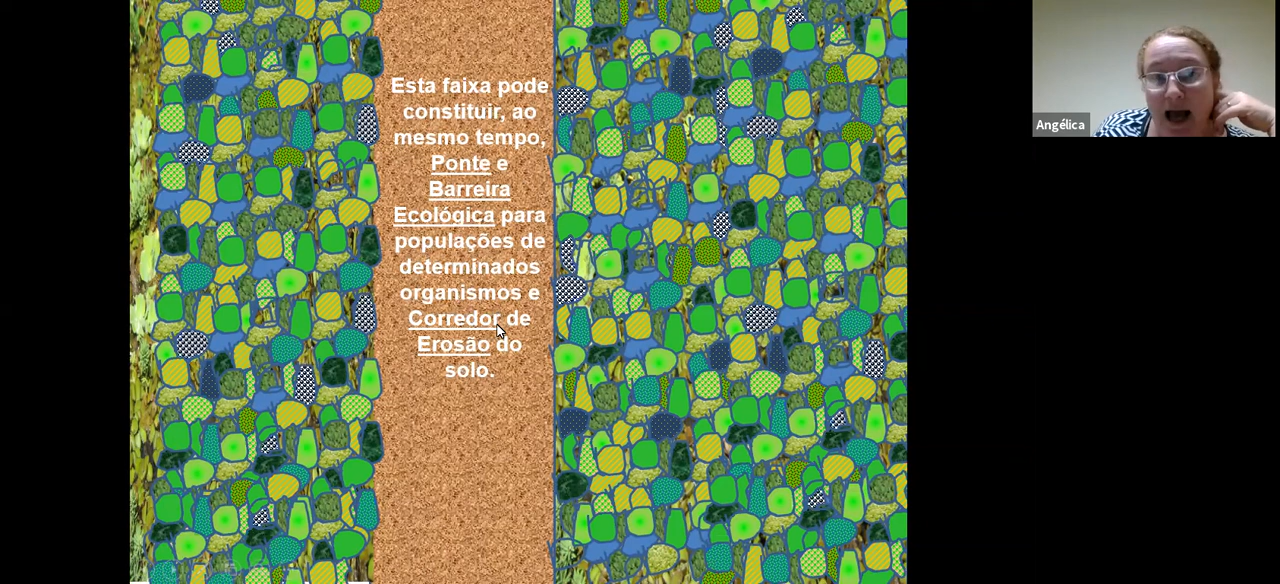 Esta faixa pode
constituir, ao
mesmo tempo,
Ponte e
Barreira
Ecológica para
populações de
determinados
organismos e
Corredor de
Erosão do
solo.
Angélica